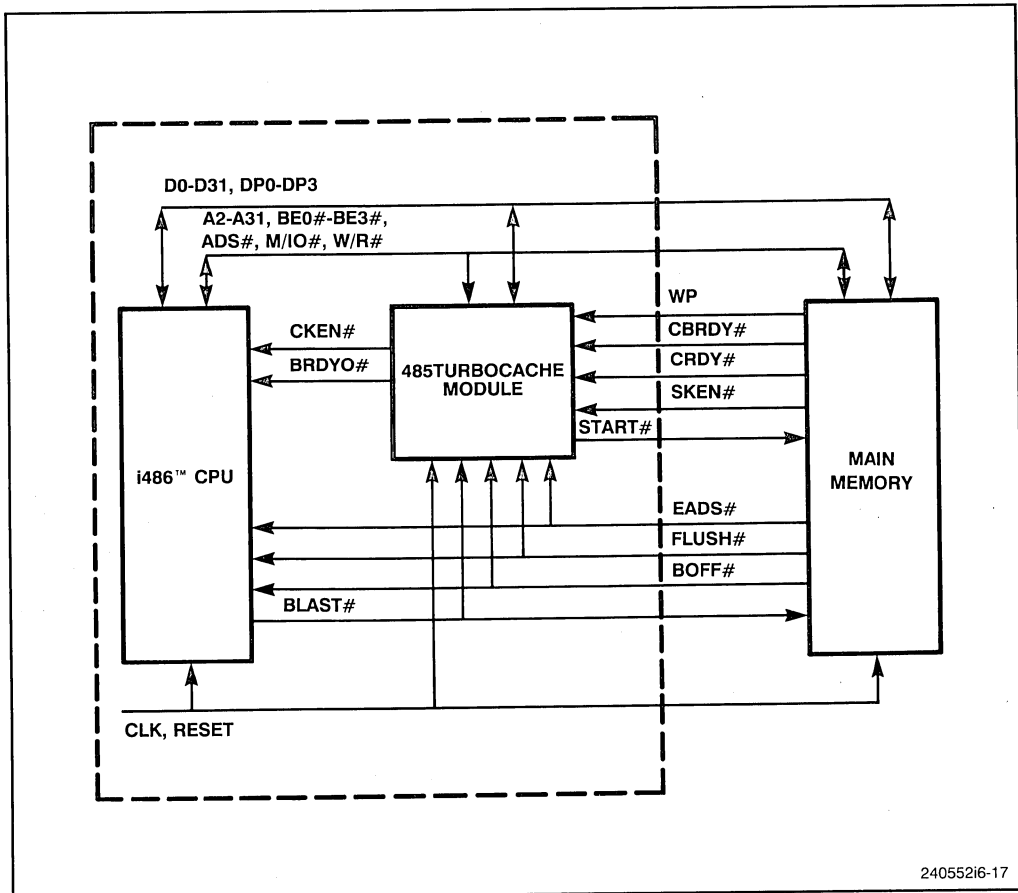 D0-D31, DP0-DP3
A2-A31, BE0#-BE3#,
ADS#, M/IO#, W/R#
WP
CKEN#
CBRDY#
BRDYO#
485TURBOCACHE
MODULE
CRDY#
SKEN#
START#
i486™ CPU
MAIN
MEMORY
EADS#
FLUSH#
BOFF#
BLAST#
CLK, RESET
240552i6-17